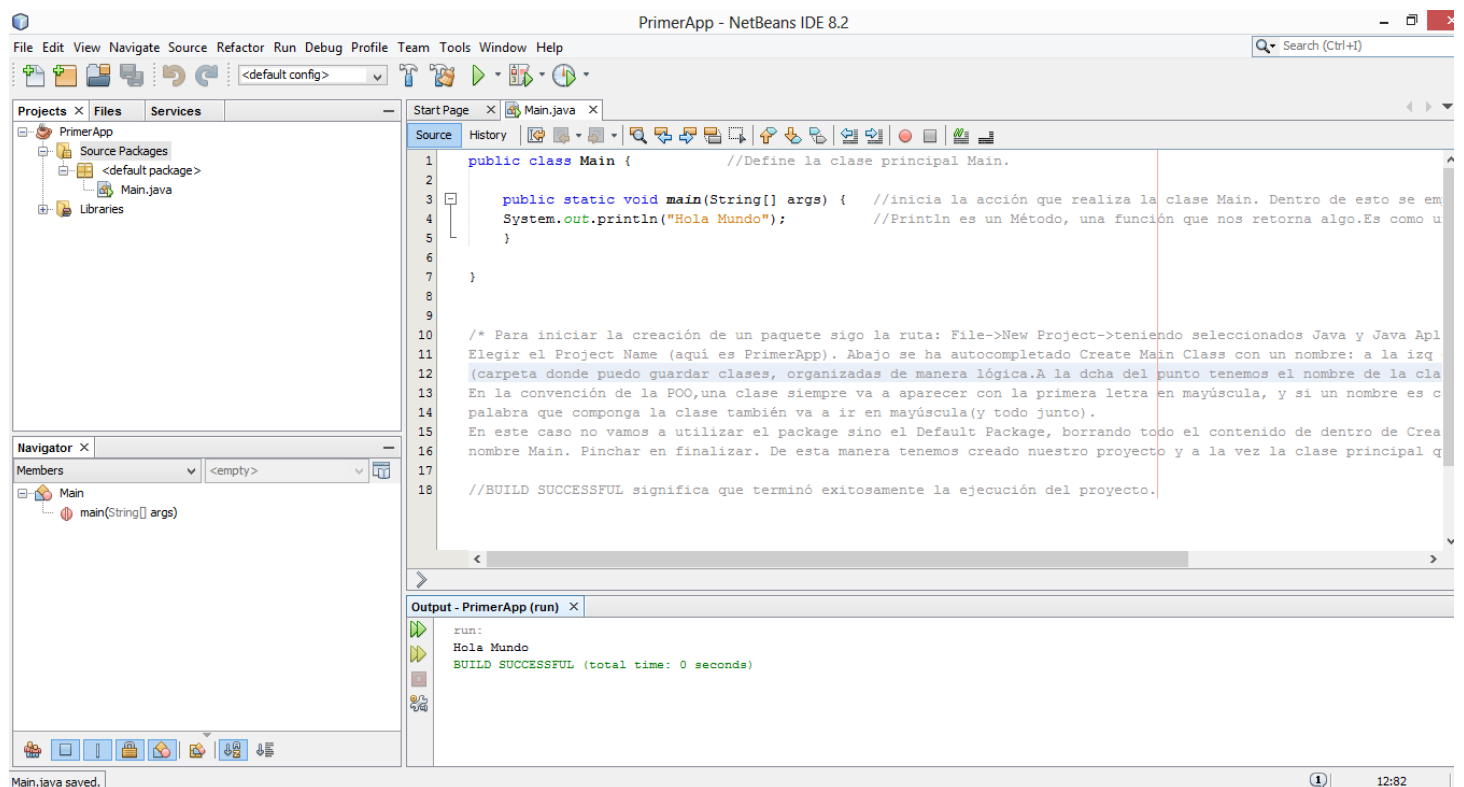 PrimerApp - NetBeans IDE 8.2
File Edit View Navigate Source Refactor Run Debug Profile Team Tools Window Help
Search (Ctrl+I)
<default config>
Projects Files Services
PrimerApp
Source Packages
<default package>
Main.java
Libraries
Start Page Main.java
Source History
1 public class Main { //Define la clase principal Main.
2
3 public static void main(String[] args) { //inicia la acción que realiza la clase Main. Dentro de esto se em
4 System.out.println("Hola Mundo"); //Println es un Método, una función que nos retorna algo.Es como u
5 }
6
7 }
8
9
10 /* Para iniciar la creación de un paquete sigo la ruta: File->New Project->teniendo seleccionados Java y Java Apl
11 Elegir el Project Name (aquí es PrimerApp). Abajo se ha autocompletado Create Main Class con un nombre: a la izq
12 (carpeta donde puedo guardar clases, organizadas de manera lógica.A la dcha del punto tenemos el nombre de la cla
13 En la convención de la POO,una clase siempre va a aparecer con la primera letra en mayúscula, y si un nombre es c
14 palabra que componga la clase también va a ir en mayúscula(y todo junto).
15 En este caso no vamos a utilizar el package sino el Default Package, borrando todo el contenido de dentro de Crea
16 nombre Main. Pinchar en finalizar. De esta manera tenemos creado nuestro proyecto y a la vez la clase principal q
17
18 //BUILD SUCCESSFUL significa que terminó exitosamente la ejecución del proyecto.
Navigator
Members <empty>
Main
main(String[] args)
Output - PrimerApp (run)
run:
Hola Mundo
BUILD SUCCESSFUL (total time: 0 seconds)
Main.java saved.
1 12:82